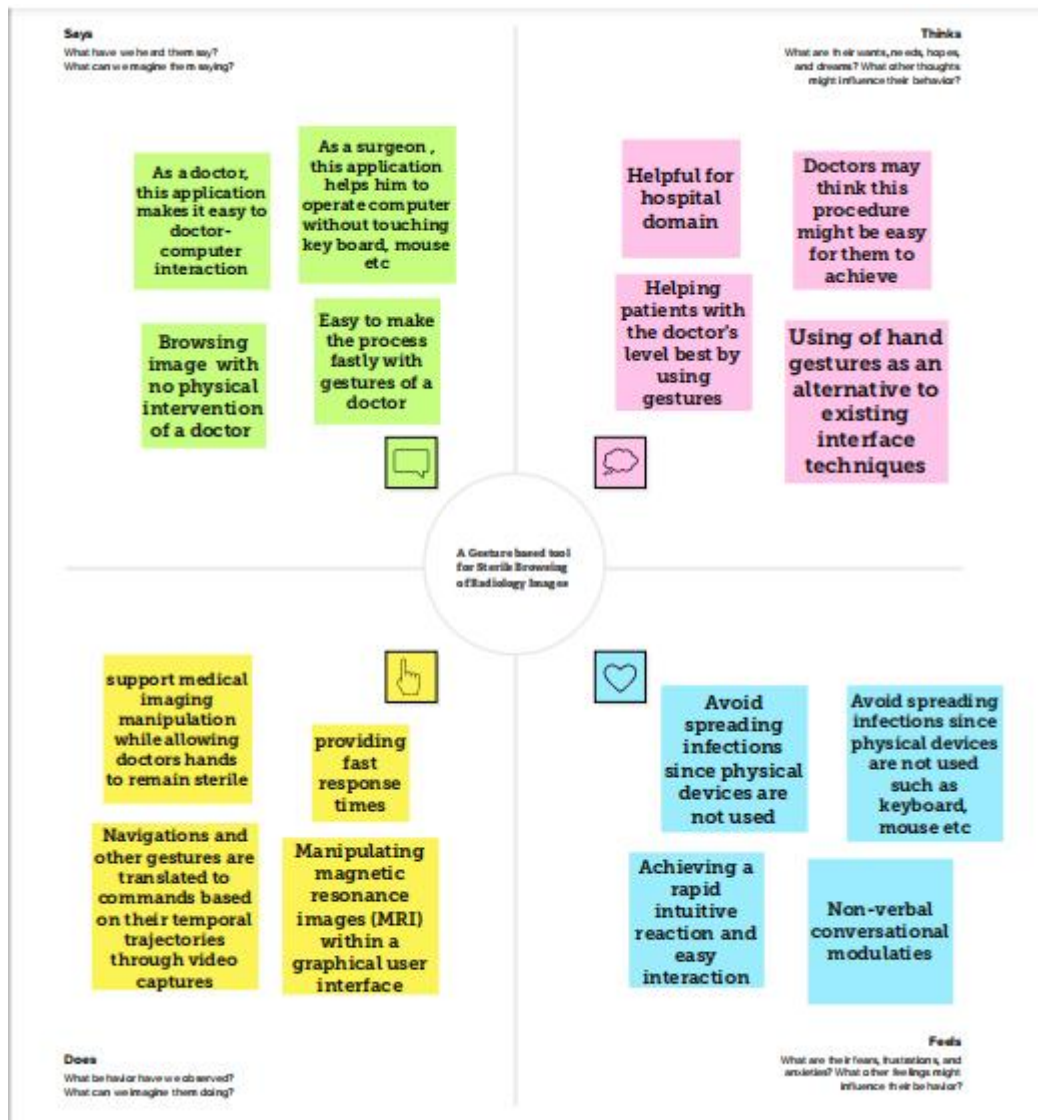 Says
What have we heard them say?
What can we imagine them saying?
Thinks
What are their wants, needs, hopes,
and dreams? What other thoughts
might influence their behavior?
As a doctor,
this application
makes it easy to
doctor-
computer
interaction
As a surgeon ,
this application
helps him to
operate computer
without touching
key board, mouse
etc
Browsing
image with
no physical
intervention
of a doctor
Easy to make
the process
fastly with
gestures of a
doctor
Helpful for
hospital
domain
Doctors may
think this
procedure
might be easy
for them to
achieve
Helping
patients with
the doctor's
level best by
using
gestures
Using of hand
gestures as an
alternative to
existing
interface
techniques
A Gesture based tool
for Sterile Browsing
of Radiology Images
support medical
imaging
manipulation
while allowing
doctors hands
to remain sterile
providing
fast
response
times
Navigations and
other gestures are
translated to
commands based
on their temporal
trajectories
through video
captures
Manipulating
magnetic
resonance
images (MRI)
within a
graphical user
interface
Avoid
spreading
infections
since physical
devices are
not used
Avoid spreading
infections since
physical devices
are not used
such as
keyboard,
mouse etc
Achieving a
rapid
intuitive
reaction and
easy
interaction
Non-verbal
conversational
modulaties
Does
What behavior have we observed?
What can we imagine them doing?
Feels
What are their fears, frustrations, and
anxieties? What other feelings might
influence their behavior?